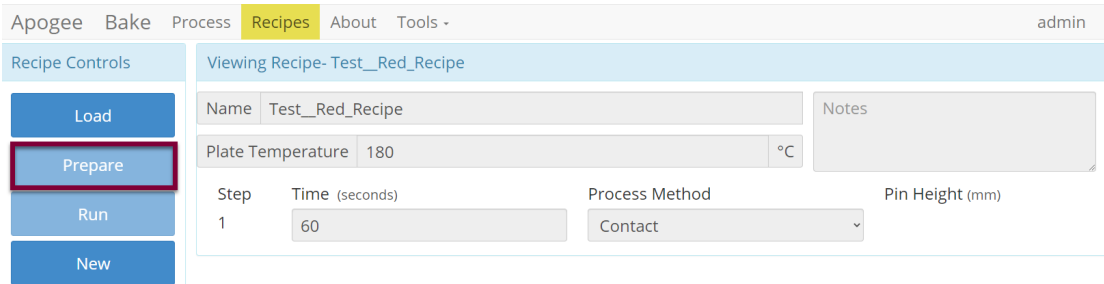 Apogee Bake Process Recipes About Tools admin
Recipe Controls
Viewing Recipe- Test__Red_Recipe
Load
Name Test__Red_Recipe
Notes
Prepare
Plate Temperature 180 °C
Run
Step Time (seconds) Process Method Pin Height (mm)
1 60 Contact
New